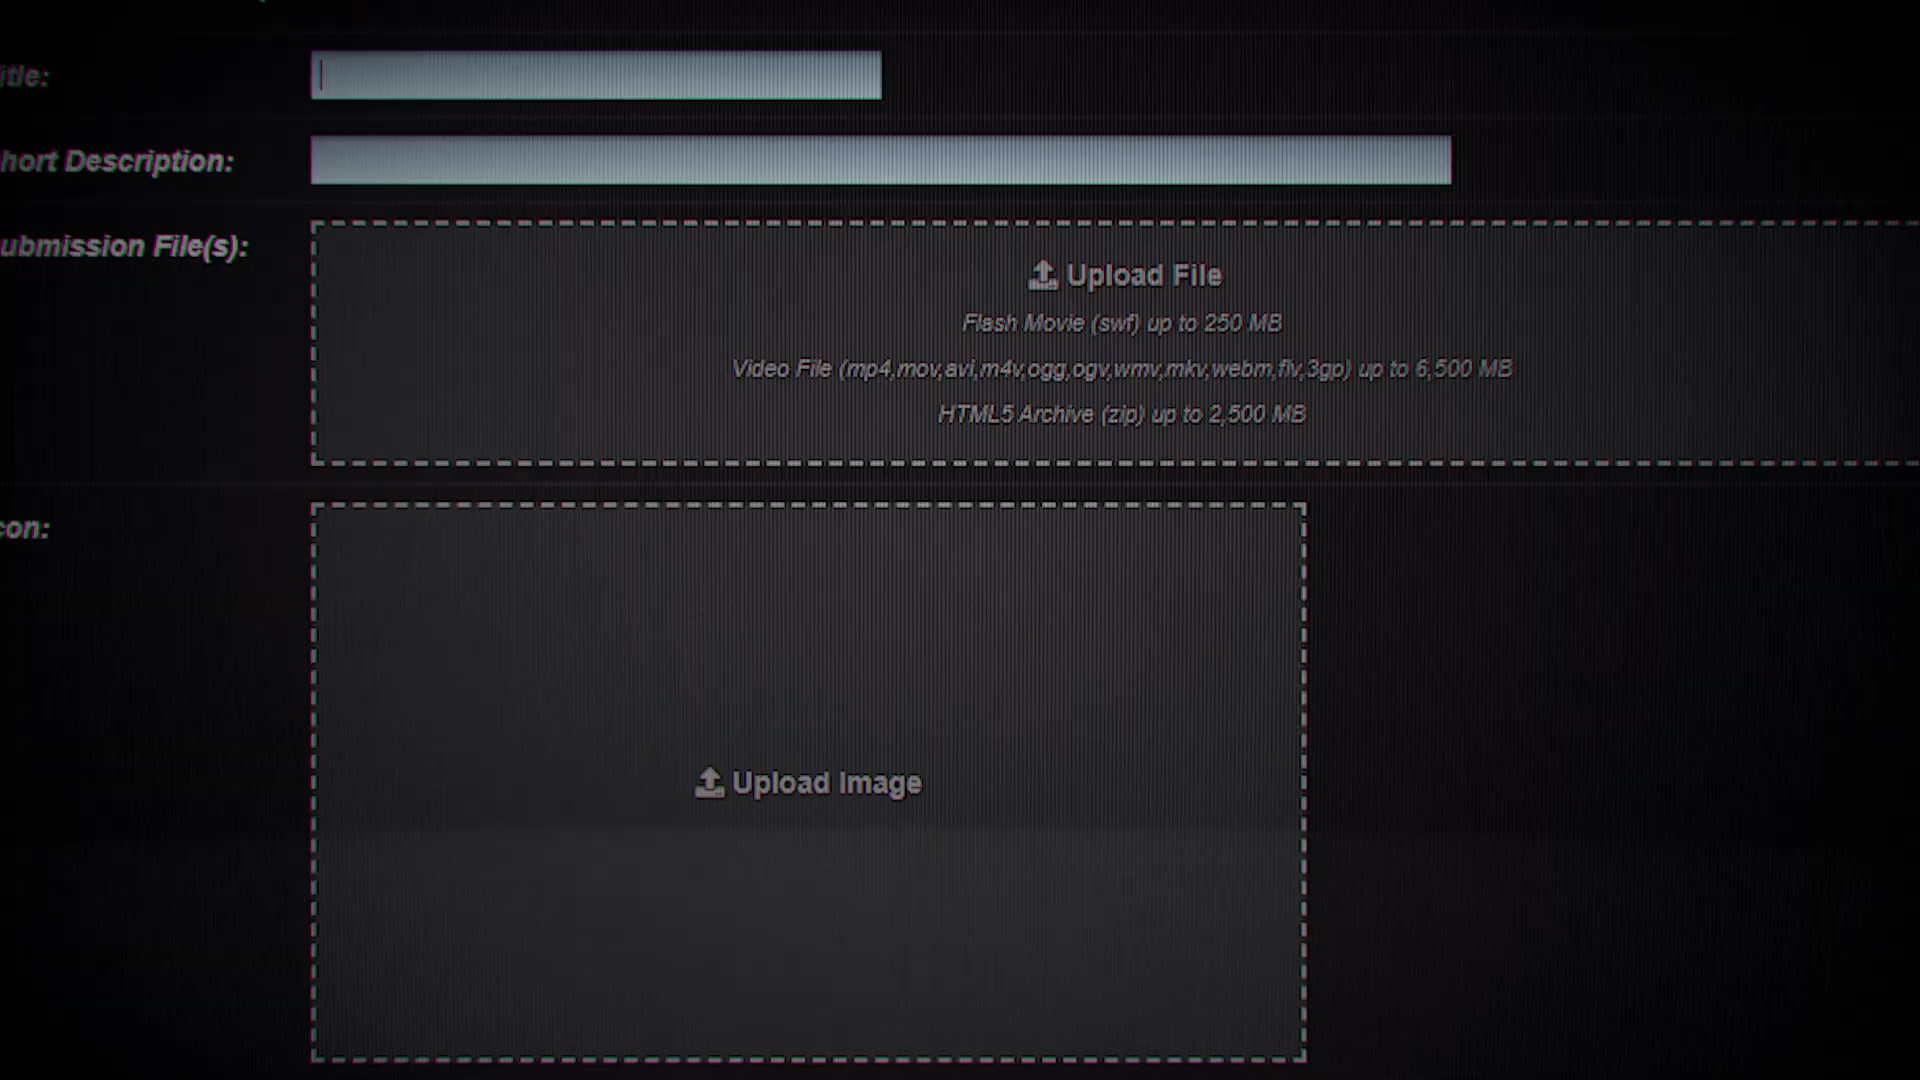 itle:
hort Description:
ubmission File(s):
Upload File
Flash Movie (swf) up to 250 MB
Video File (mp4,mov,avi,m4v,ogg,ogv,wmv,mkv,webm,flv,3gp) up to 6,500 MB
HTML5 Archive (zip) up to 2,500 MB
con:
Upload Image